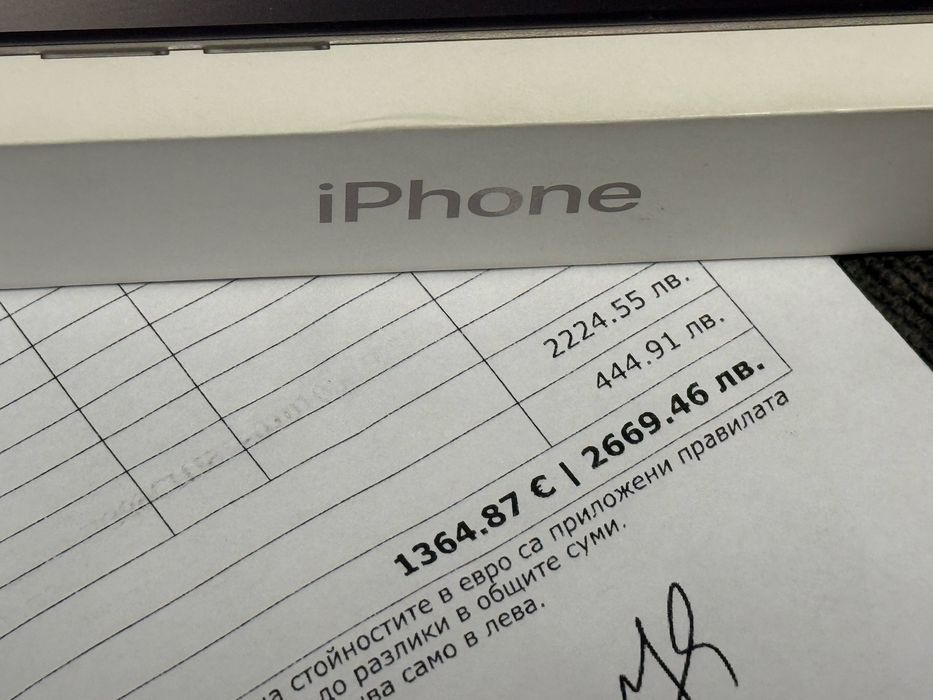 iPhone
2224.55 лв.
444.91 лв.
1364.87 € | 2669.46 лв.
стойностите в евро са приложени правилата
до разлики в общите суми.
само в лева.